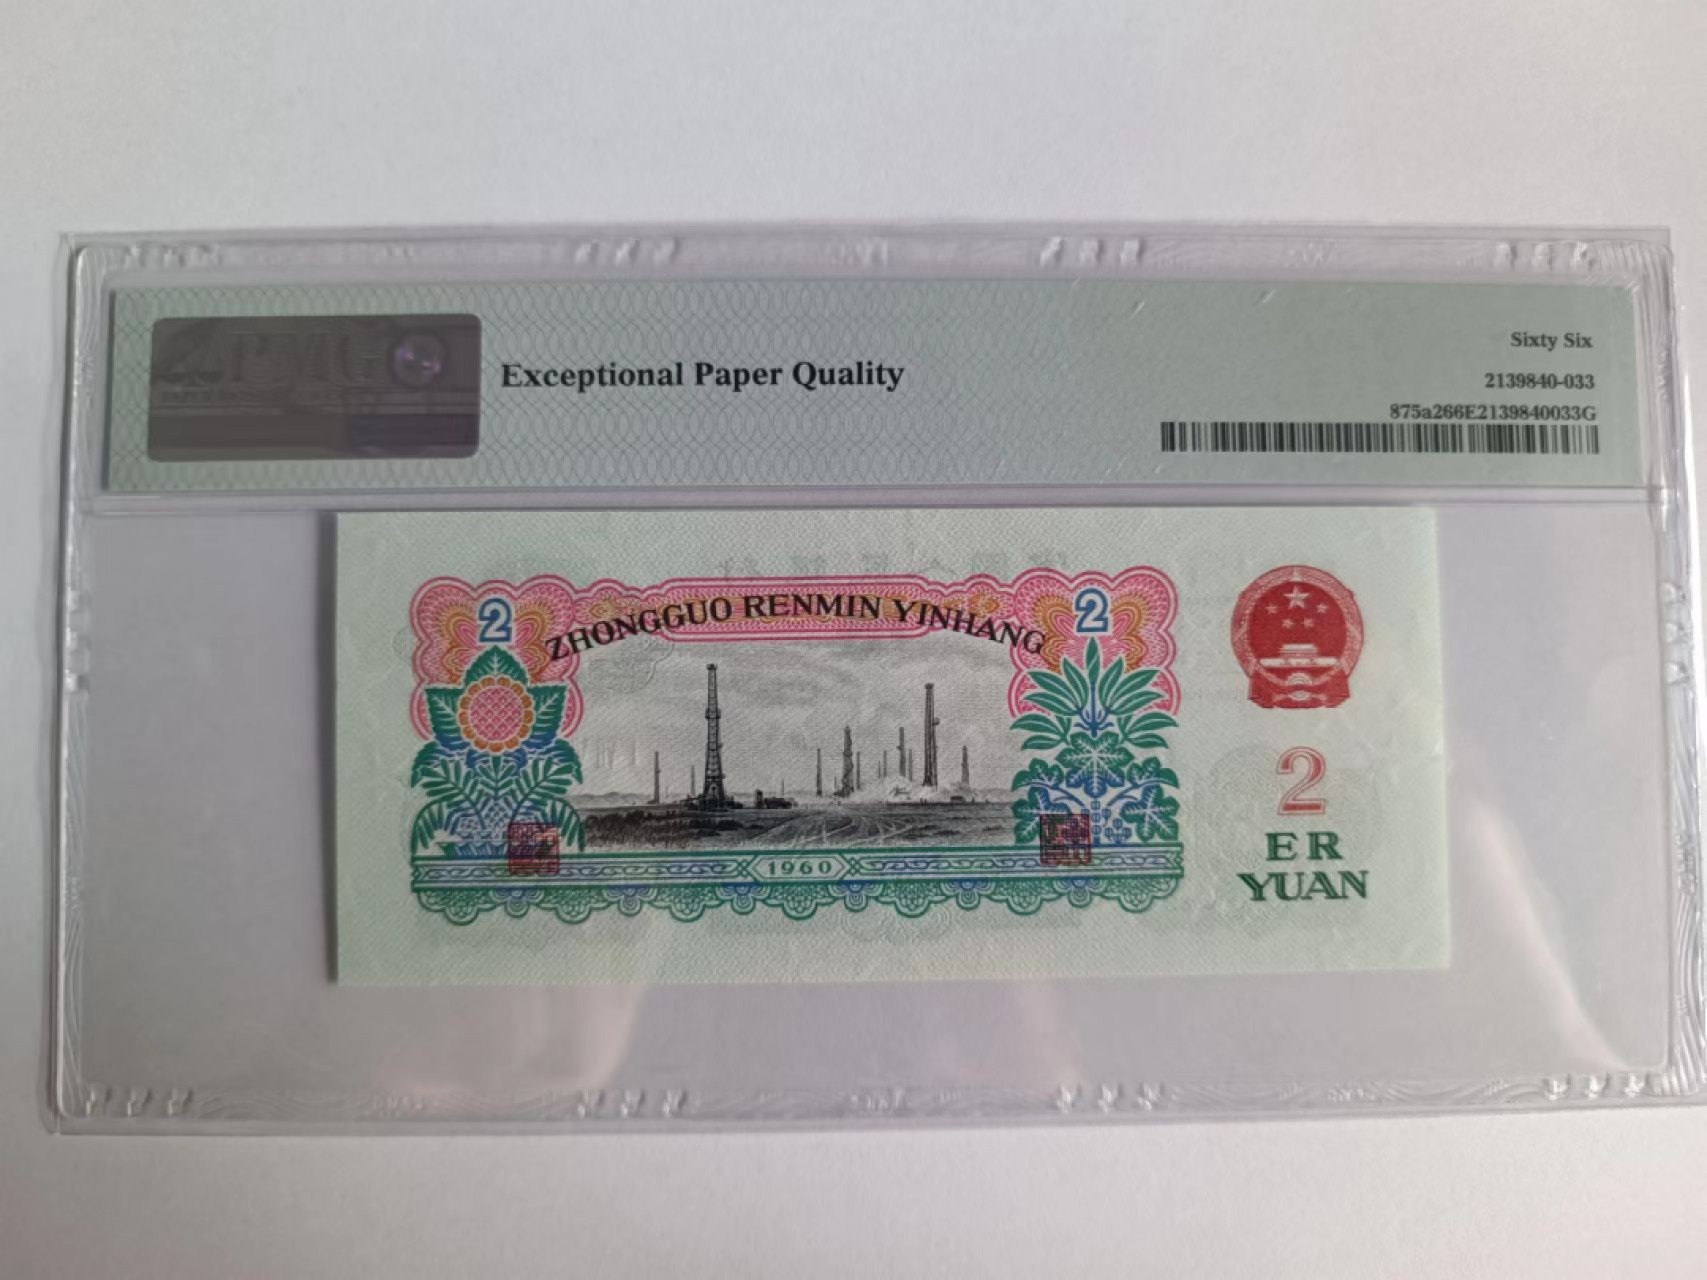 Exceptional Paper Quality
Sixty Six
2139840-033
875a266E2139840033G
2
ZHONGGUO RENMIN YINHANG
2
1960
2
ER
YUAN